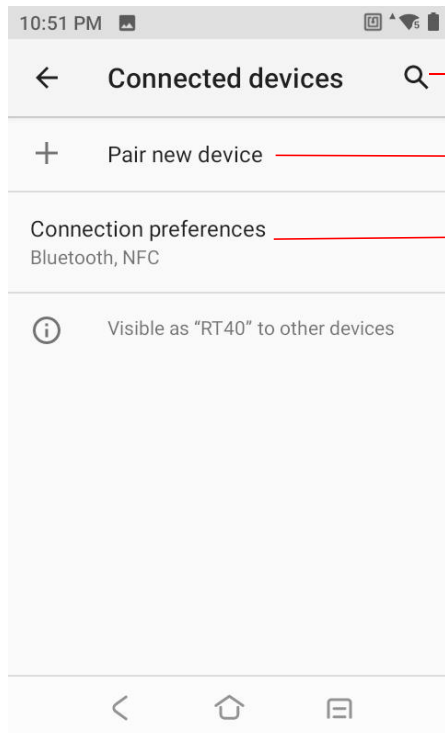 10:51 PM
Connected devices
Pair new device
Connection preferences
Bluetooth, NFC
Visible as “RT40” to other devices